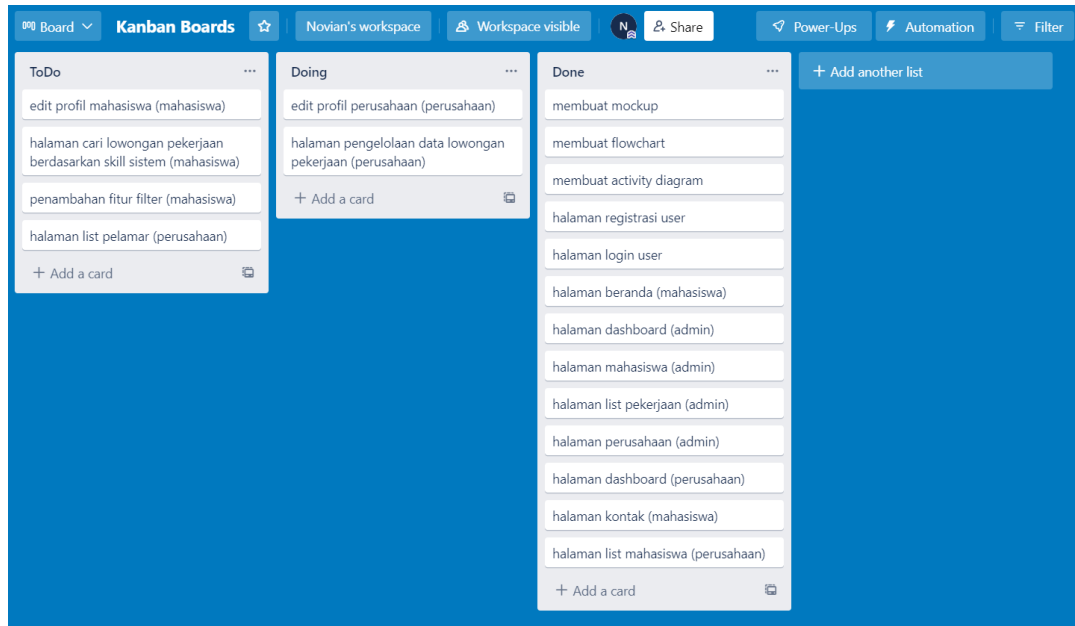 Board
Kanban Boards
Novian's workspace
Workspace visible
N
Share
Power-Ups
Automation
Filter
ToDo
edit profil mahasiswa (mahasiswa)
halaman cari lowongan pekerjaan
berdasarkan skill sistem (mahasiswa)
penambahan fitur filter (mahasiswa)
halaman list pelamar (perusahaan)
+ Add a card
Doing
edit profil perusahaan (perusahaan)
halaman pengelolaan data lowongan
pekerjaan (perusahaan)
+ Add a card
Done
membuat mockup
membuat flowchart
membuat activity diagram
halaman registrasi user
halaman login user
halaman beranda (mahasiswa)
halaman dashboard (admin)
halaman mahasiswa (admin)
halaman list pekerjaan (admin)
halaman perusahaan (admin)
halaman dashboard (perusahaan)
halaman kontak (mahasiswa)
halaman list mahasiswa (perusahaan)
+ Add a card
+ Add another list